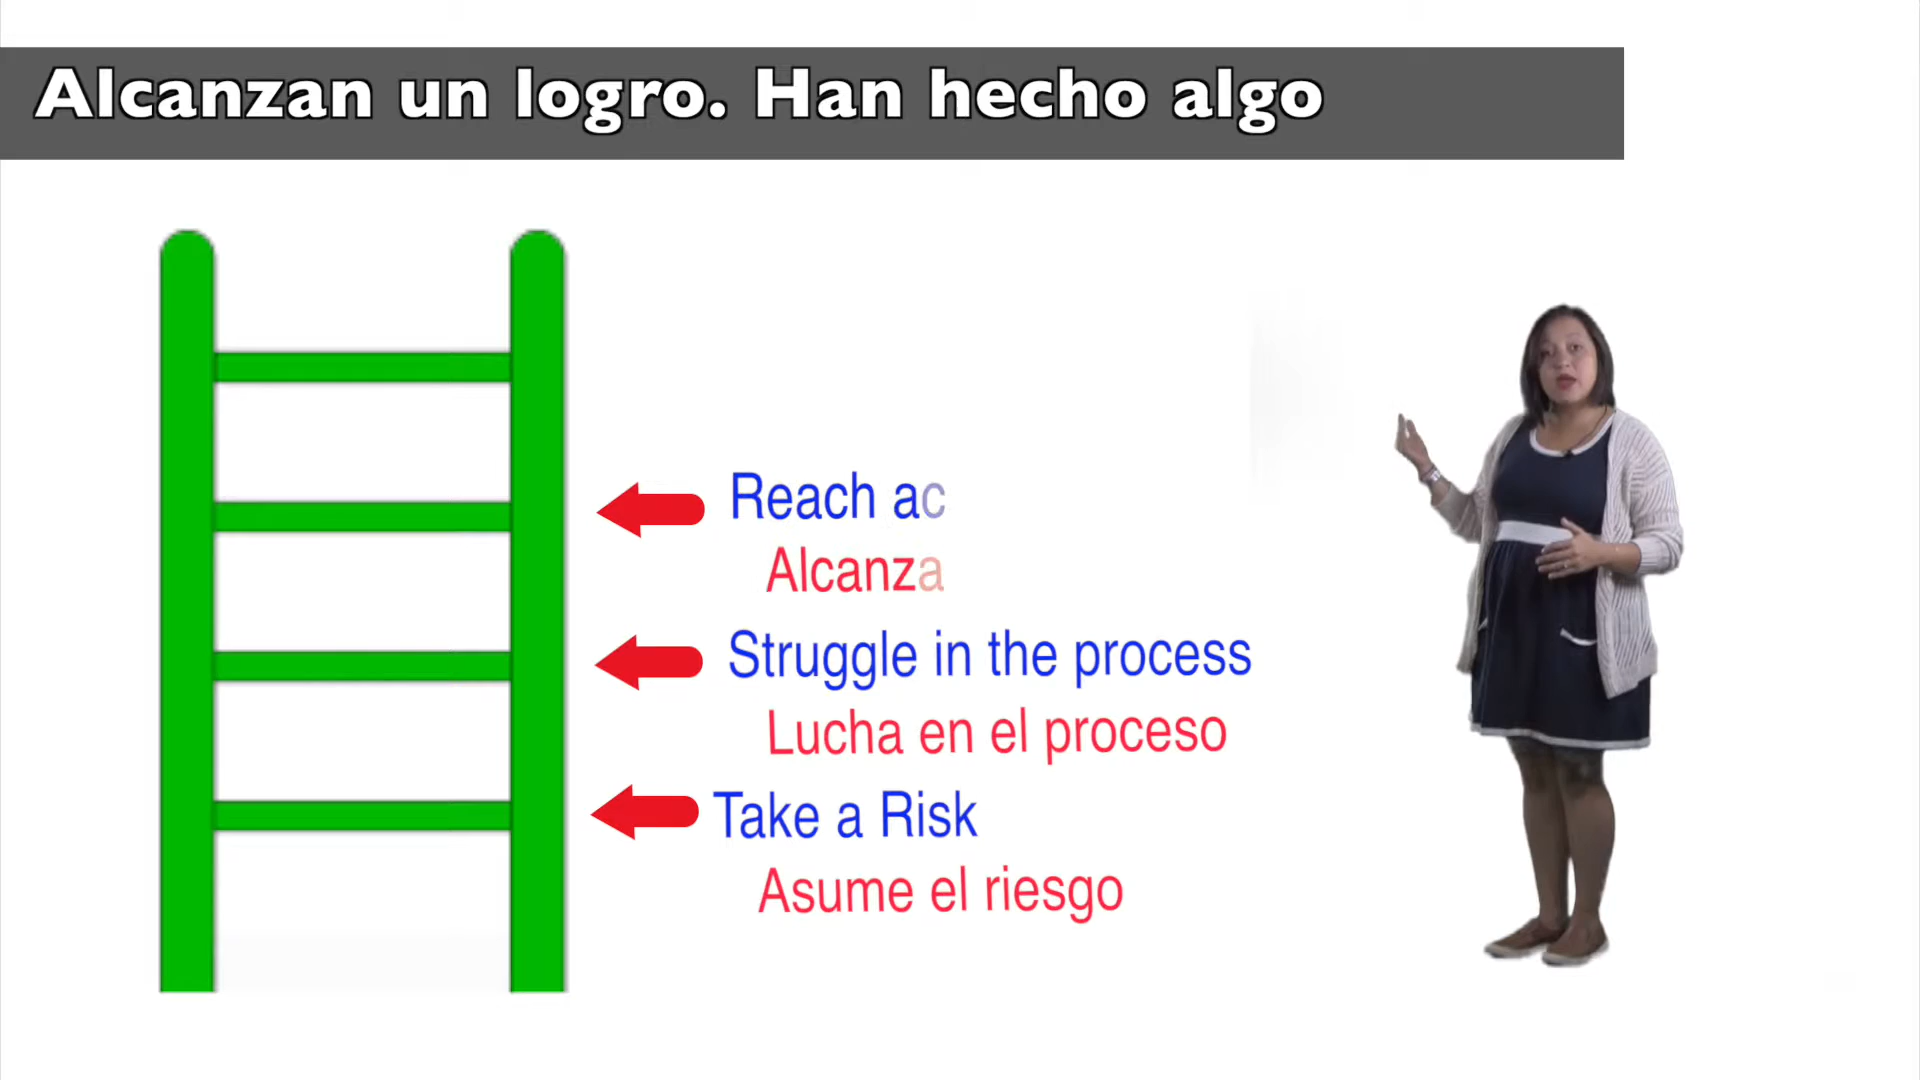 Alcanzan un logro. Han hecho algo
Reach ac
Alcanza
Struggle in the process
Lucha en el proceso
Take a Risk
Asume el riesgo